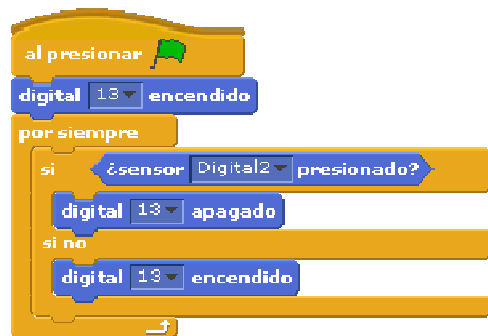 al presionar
digital 13 encendido
por siempre
si ¿sensor Digital2 presionado?
digital 13 apagado
si no
digital 13 encendido